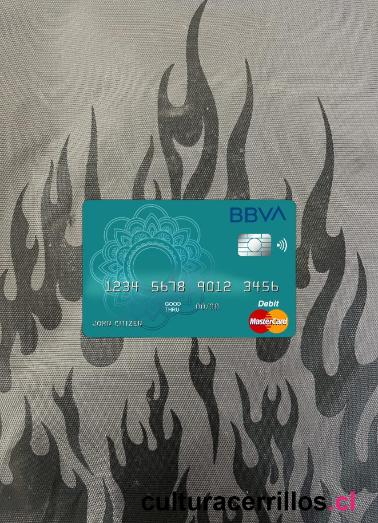 BBVA
1234 5678 9012 3456
GOOD
THRU
JOHN CITIZEN
Debit
MasterCard
culturacerrillos.cl